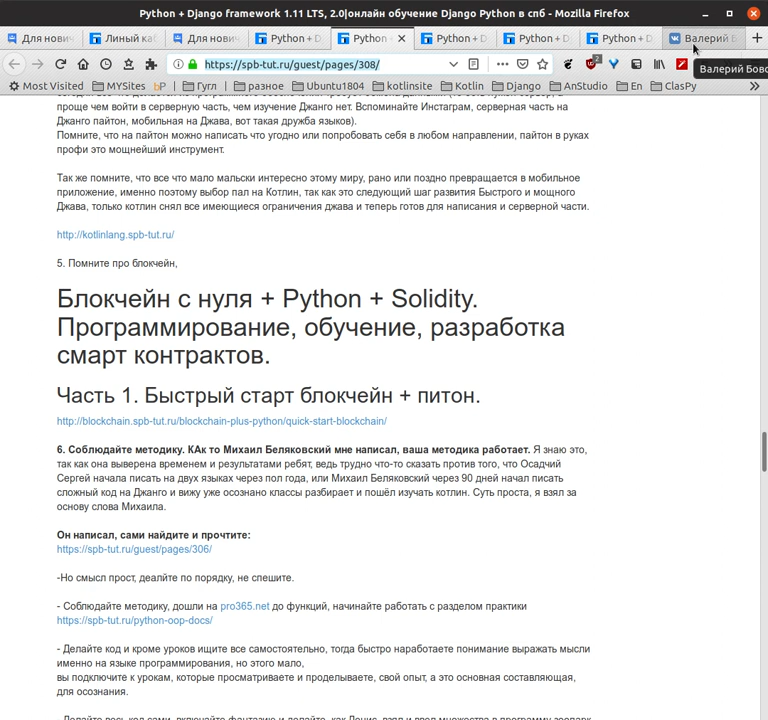 Python + Django framework 1.11 LTS, 2.0|онлайн обучение Django Python в спб - Mozilla Firefox
Для нович
Линый каб
Для нович
Python + D
Python +
Python + D
Python + D
Python + D
Валерий Б
https://spb-tut.ru/guest/pages/308/
2
Валерий Бово
Most Visited
MYSites
bP
Гугл
разное
Ubuntu1804
kotlinsite
Kotlin
Django
AnStudio
En
ClasPy
проще чем войти в серверную часть, чем изучение Джанго нет. Вспоминайте Инстаграм, серверная часть на
Джанго пайтон, мобильная на Джава, вот такая дружба языков).
Помните, что на пайтон можно написать что угодно или попробовать себя в любом направлении, пайтон в руках
профи это мощнейший инструмент.
Так же помните, что все что мало мальски интересно этому миру, рано или поздно превращается в мобильное
приложение, именно поэтому выбор пал на Котлин, так как это следующий шаг развития Быстрого и мощного
Джава, только котлин снял все имеющиеся ограничения джава и теперь готов для написания и серверной части.
http://kotlinlang.spb-tut.ru/
5. Помните про блокчейн,
Блокчейн с нуля + Python + Solidity.
Программирование, обучение, разработка
смарт контрактов.
Часть 1. Быстрый старт блокчейн + питон.
http://blockchain.spb-tut.ru/blockchain-plus-python/quick-start-blockchain/
6. Соблюдайте методику. КАк то Михаил Беляковский мне написал, ваша методика работает. Я знаю это,
так как она выверена временем и результатами ребят, ведь трудно что-то сказать против того, что Осадчий
Сергей начала писать на двух языках через пол года, или Михаил Беляковский через 90 дней начал писать
сложный код на Джанго и вижу уже осознано классы разбирает и пошёл изучать котлин. Суть проста, я взял за
основу слова Михаила.
Он написал, сами найдите и прочтите:
https://spb-tut.ru/guest/pages/306/
-Но смысл прост, деалйте по порядку, не спешите.
- Соблюдайте методику, дошли на pro365.net до функций, начинайте работать с разделом практики
https://spb-tut.ru/python-oop-docs/
- Делайте код и кроме уроков ищите все самостоятельно, тогда быстро наработаете понимание выражать мысли
именно на языке программирования, но этого мало,
вы подключите к урокам, которые просматриваете и проделываете, свой опыт, а это основная составляющая,
для осознания.